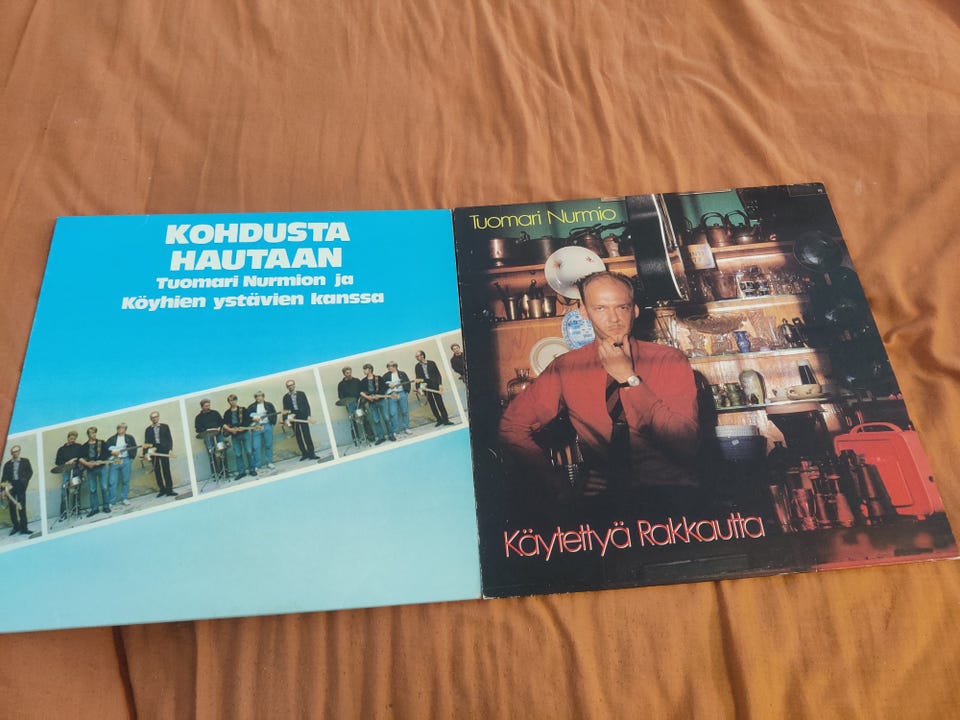 KOHDUSTA
HAUTAAN
Tuomari Nurmion ja
Köyhien ystävien kanssa
Tuomari Nurmio
Käytettyä Rakkautta